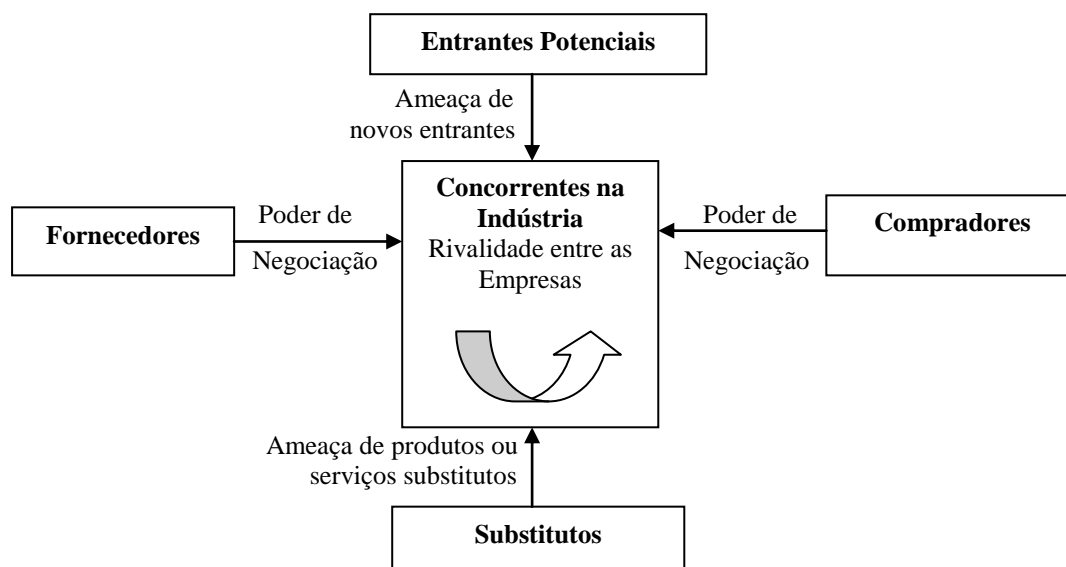 Entrantes Potenciais
Ameaça de
novos entrantes
Concorrentes na
Indústria
Rivalidade entre as
Empresas
Fornecedores
Poder de
Negociação
Poder de
Negociação
Compradores
Ameaça de produtos ou
serviços substitutos
Substitutos